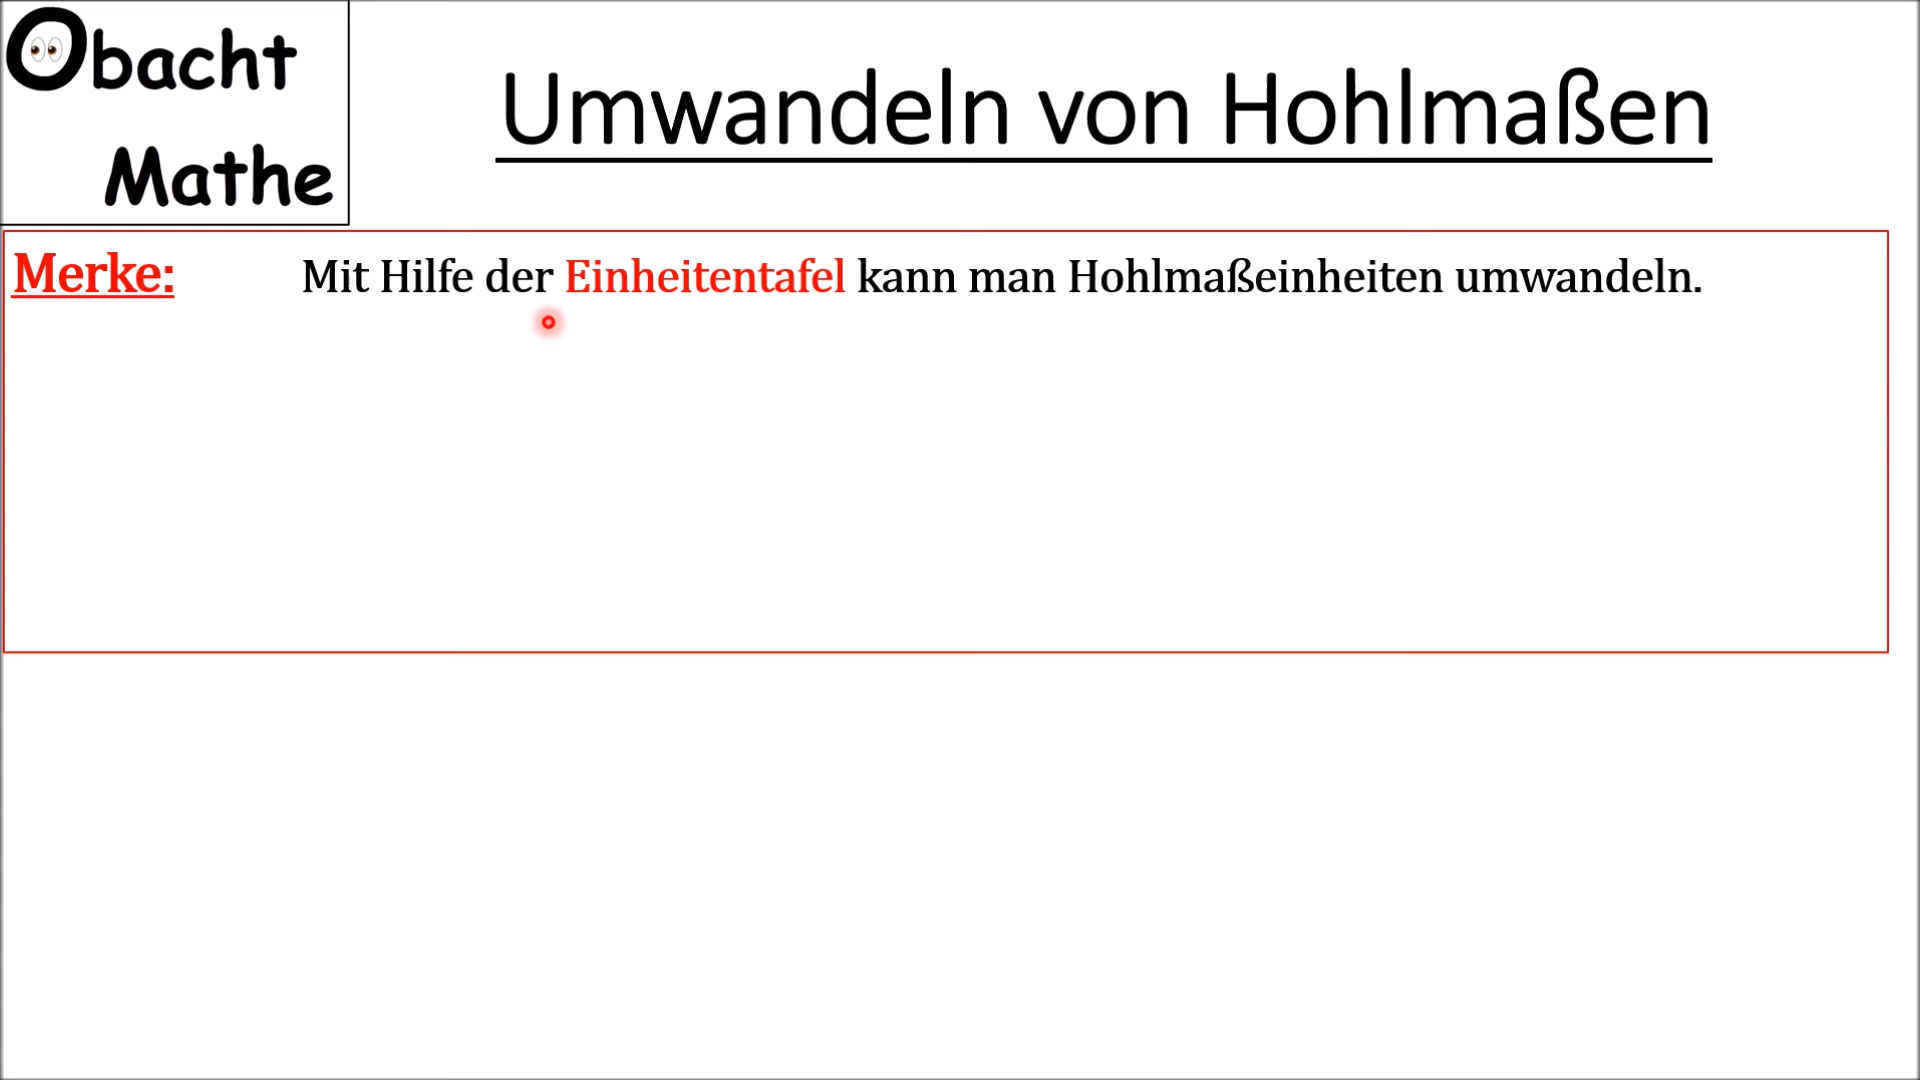 Obacht
Mathe
Umwandeln von Hohlmaßen
Merke: Mit Hilfe der Einheitentafel kann man Hohlmaßeinheiten umwandeln.